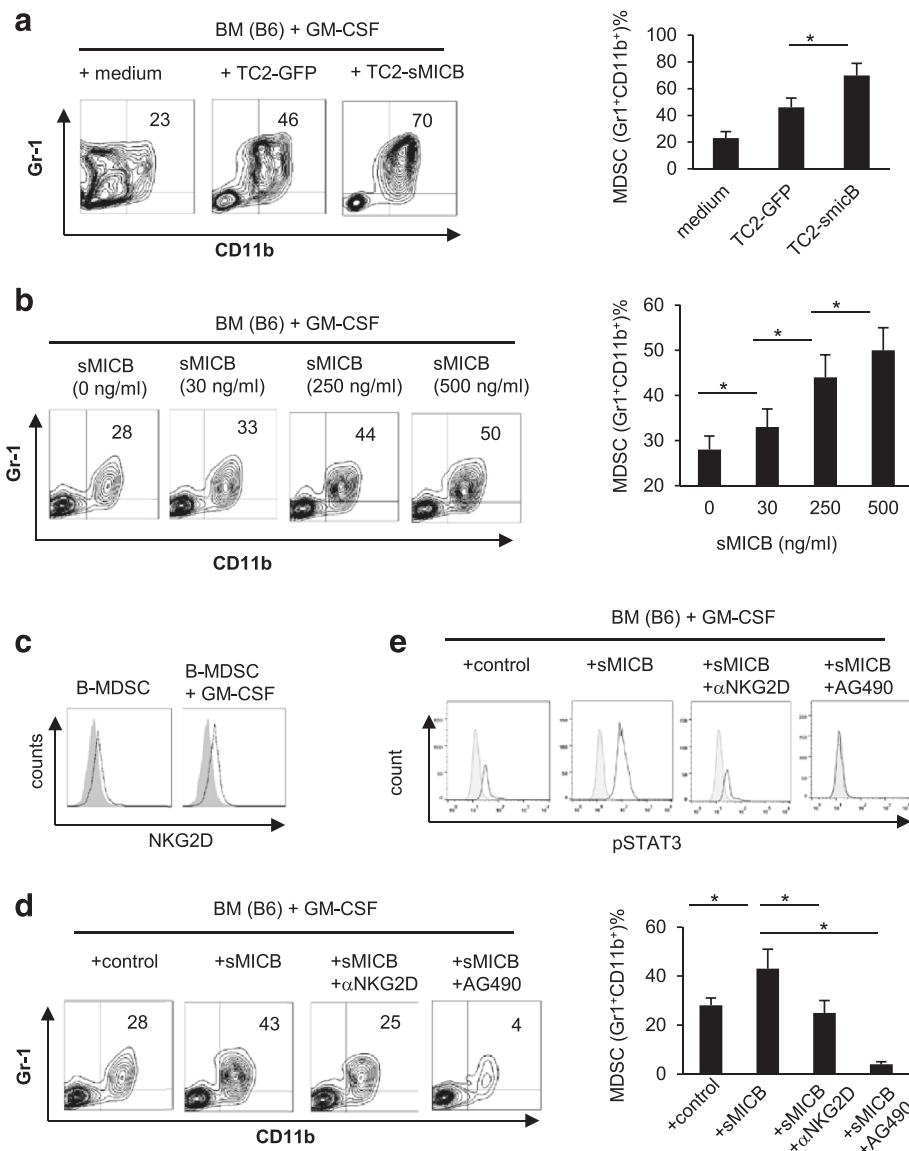 a
BM (B6) + GM-CSF
+ medium
+ TC2-GFP
+ TC2-sMICB
23
46
70
Gr-1
CD11b
MDSC (Gr1+CD11b+)%
100
80
60
40
20
0
*
medium
TC2-GFP
TC2-smicB
b
BM (B6) + GM-CSF
sMICB
(0 ng/ml)
sMICB
(30 ng/ml)
sMICB
(250 ng/ml)
sMICB
(500 ng/ml)
28
33
44
50
Gr-1
CD11b
MDSC (Gr1+CD11b+)%
60
50
40
30
20
*
*
*
0 30 250 500
sMICB (ng/ml)
c
B-MDSC
B-MDSC
+ GM-CSF
counts
NKG2D
e
BM (B6) + GM-CSF
+control
+sMICB
+sMICB
+αNKG2D
+sMICB
+AG490
count
pSTAT3
d
BM (B6) + GM-CSF
+control
+sMICB
+sMICB
+αNKG2D
+sMICB
+AG490
28
43
25
4
Gr-1
CD11b
MDSC (Gr1+CD11b+)%
60
40
20
0
*
*
*
+control
+sMICB
+sMICB
+αNKG2D
+sMICB
+AG490